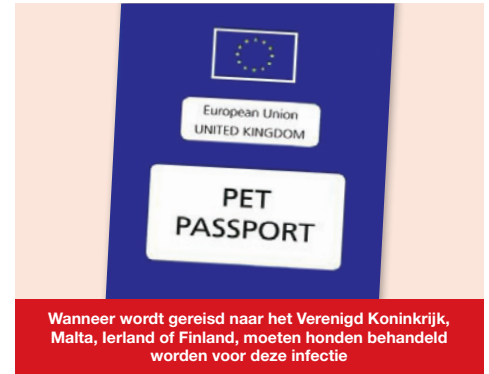 European Union
UNITED KINGDOM
PET
PASSPORT
Wanneer wordt gereisd naar het Verenigd Koninkrijk,
Malta, Ierland of Finland, moeten honden behandeld
worden voor deze infectie